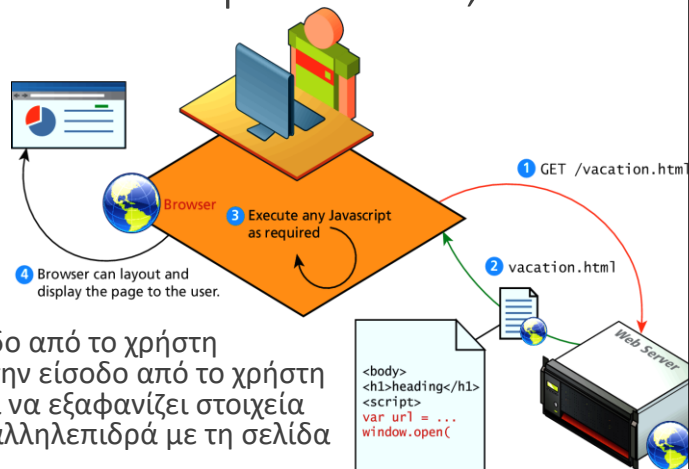 1 GET /vacation.html
Browser
3 Execute any Javascript
as required
2 vacation.html
4 Browser can layout and
display the page to the user.
Web Server
από το χρήστη
την είσοδο από το χρήστη
να εξαφανίζει στοιχεία
αλληλεπιδρά με τη σελίδα
<body>
<h1>heading</h1>
<script>
var url = ...
window.open(